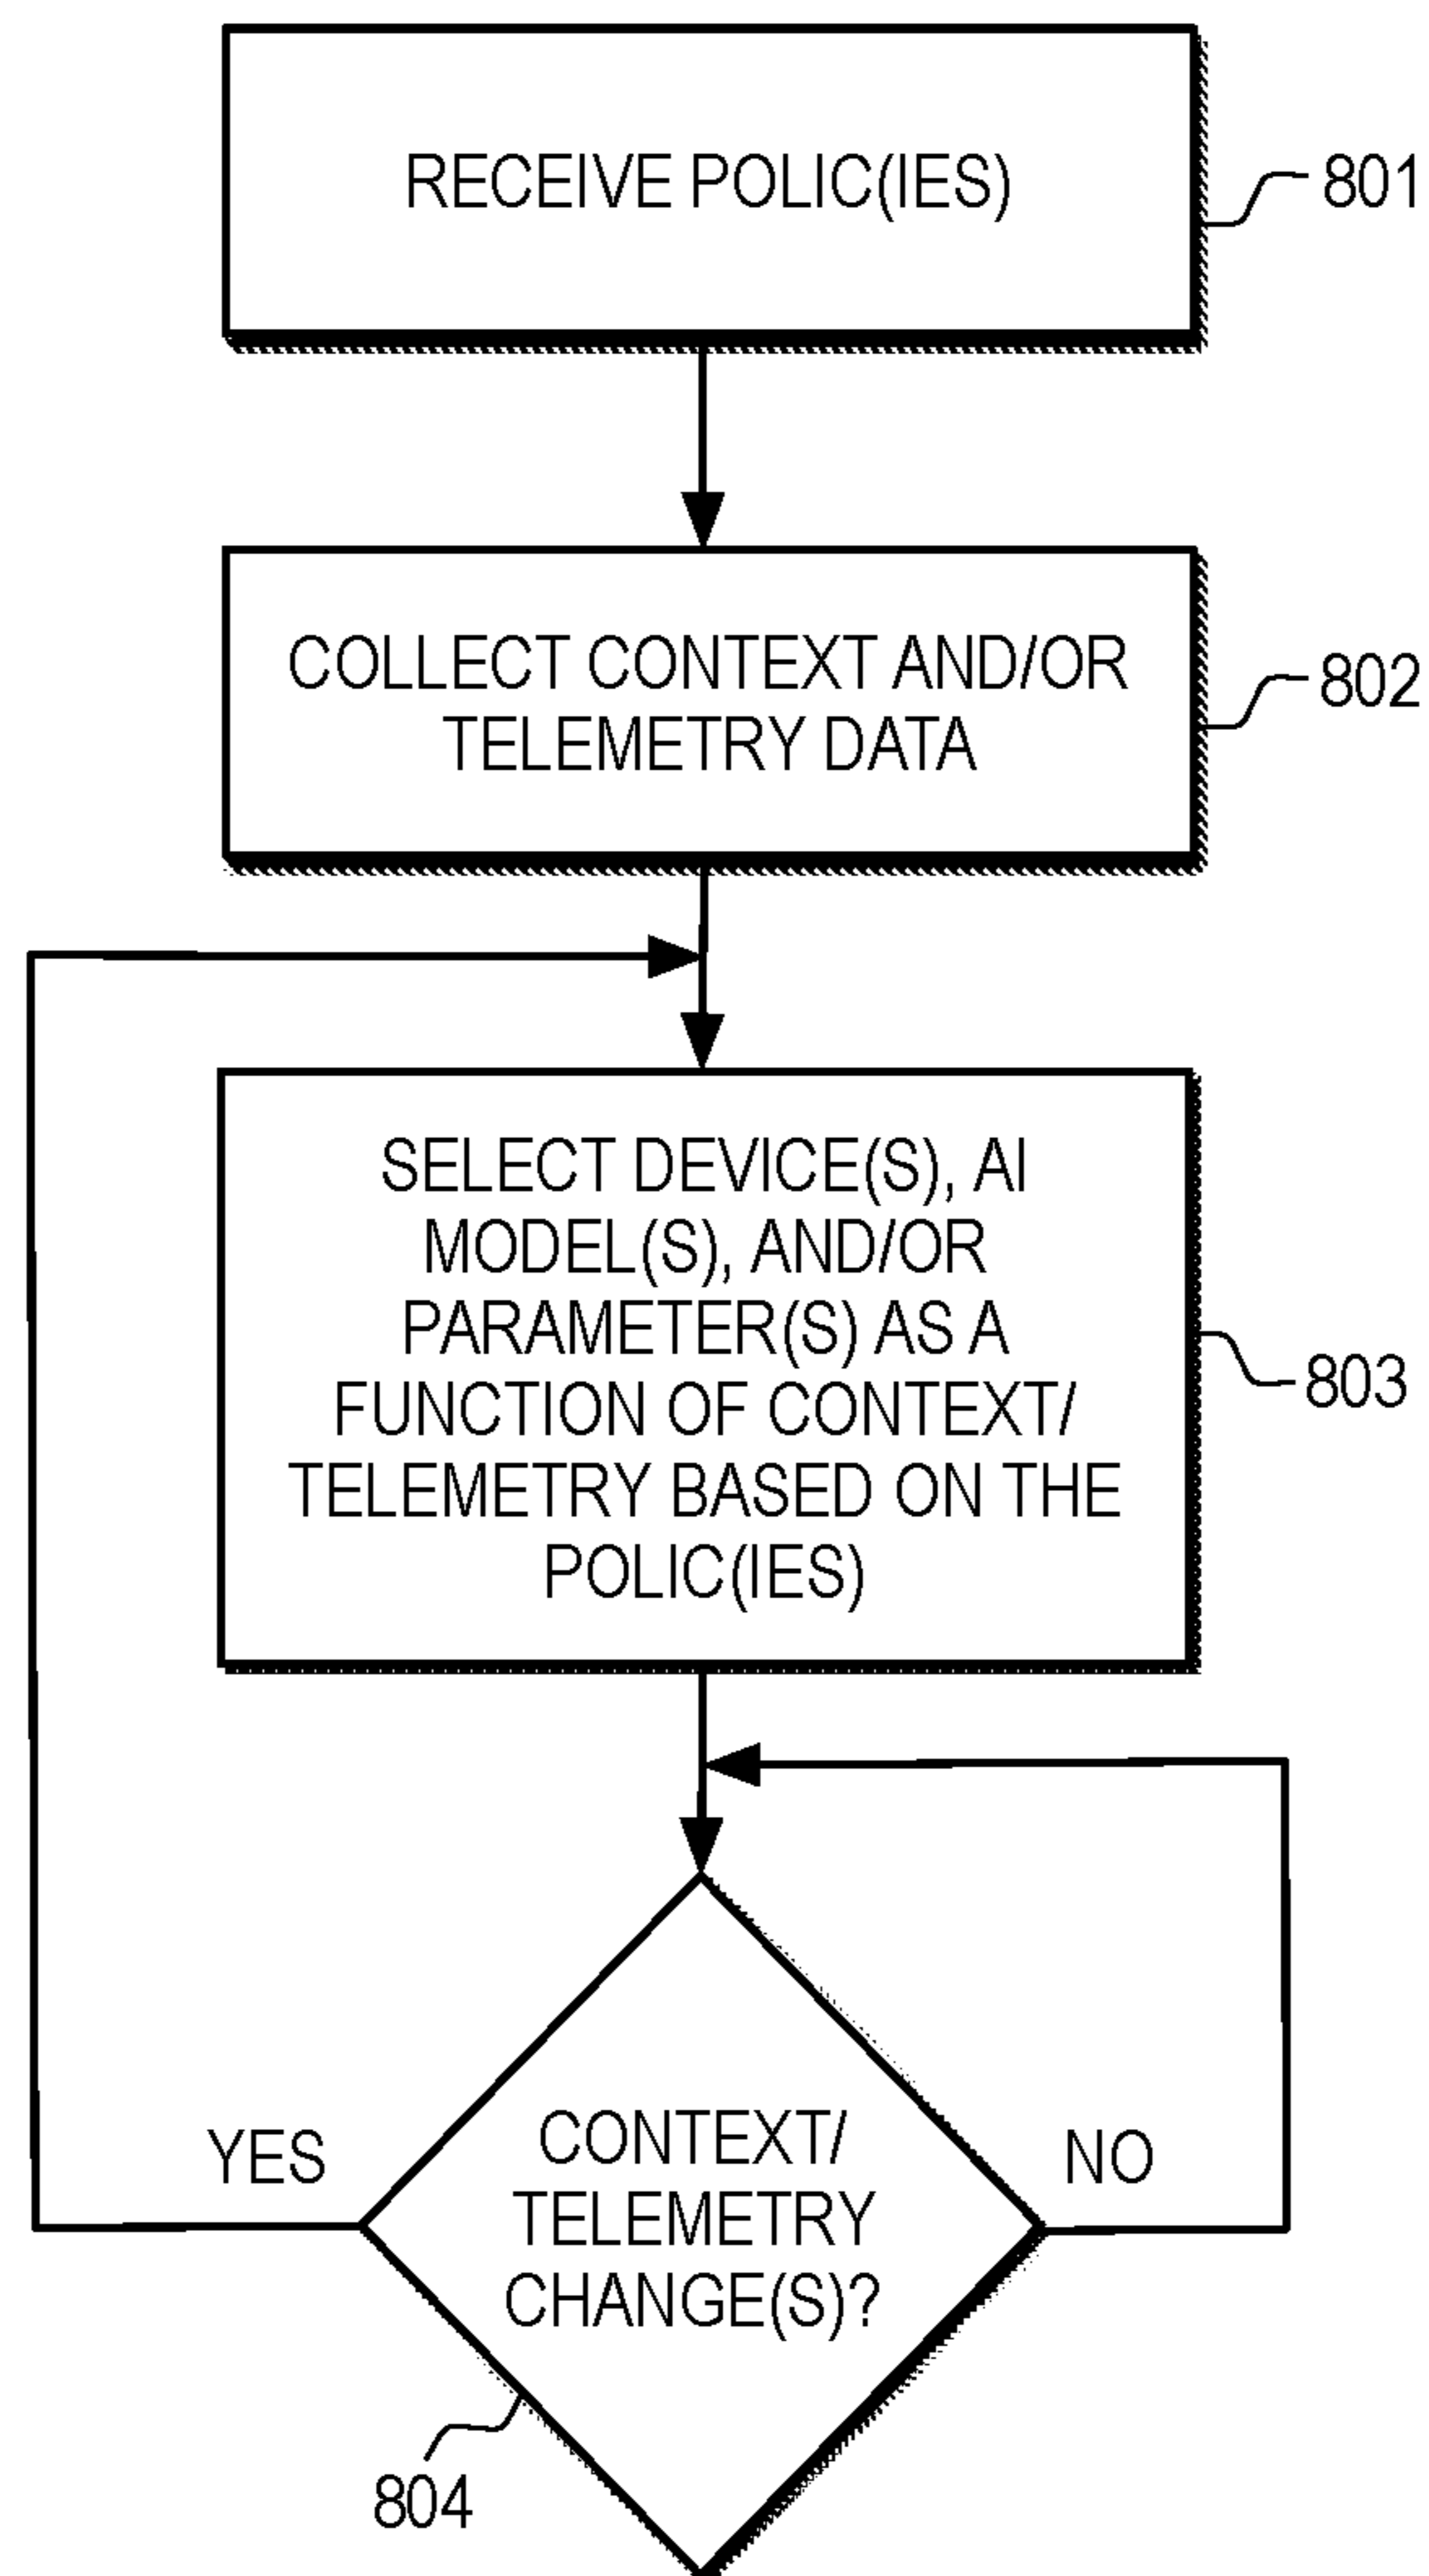 RECEIVE POLIC(IES)
801
COLLECT CONTEXT AND/OR
TELEMETRY DATA
802
SELECT DEVICE(S), AI
MODEL(S), AND/OR
PARAMETER(S) AS A
FUNCTION OF CONTEXT/
TELEMETRY BASED ON THE
POLIC(IES)
803
YES
CONTEXT/
TELEMETRY
CHANGE(S)?
NO
804